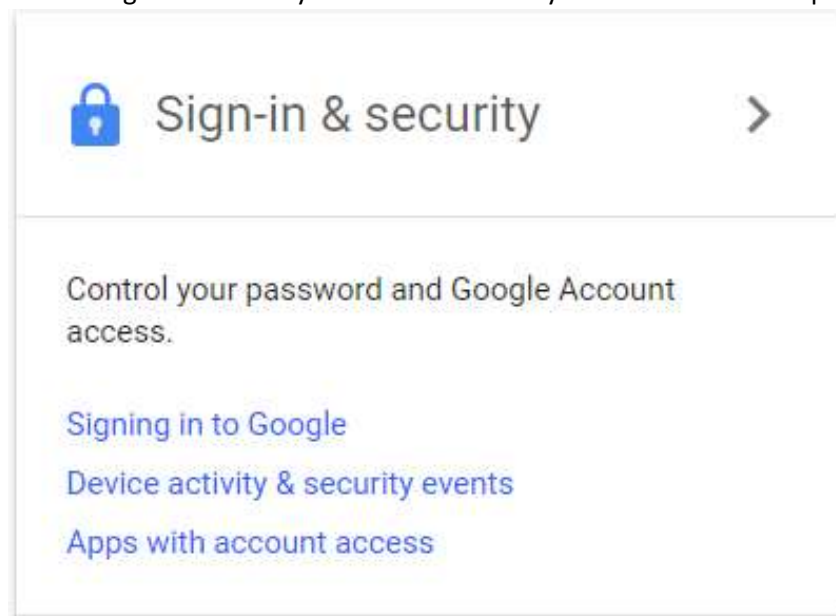 Sign-in & security
Control your password and Google Account
access.
Signing in to Google
Device activity & security events
Apps with account access